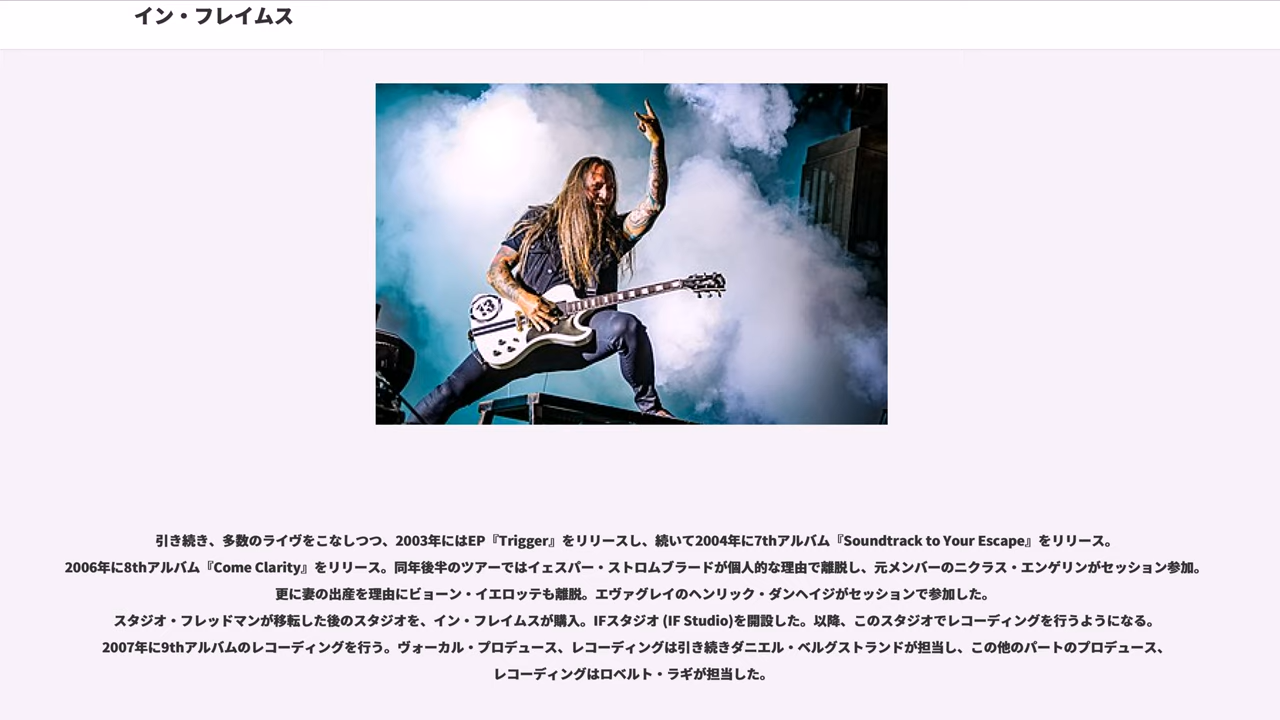 イン・フレイムス
引き続き、多数のライヴをこなしつつ、2003年にはEP『Trigger』をリリースし、続いて2004年に7thアルバム『Soundtrack to Your Escape』をリリース。
2006年に8thアルバム『Come Clarity』をリリース。同年後半のツアーではイェスパー・ストロムブラードが個人的な理由で離脱し、元メンバーのニクラス・エンゲリンがセッション参加。
更に妻の出産を理由にビョーン・イエロッテも離脱。エヴァグレイのヘンリック・ダンヘイジがセッションで参加した。
スタジオ・フレッドマンが移転した後のスタジオを、イン・フレイムスが購入。IFスタジオ (IF Studio)を開設した。以降、このスタジオでレコーディングを行うようになる。
2007年に9thアルバムのレコーディングを行う。ヴォーカル・プロデュース、レコーディングは引き続きダニエル・ベルグストランドが担当し、この他のパートのプロデュース、
レコーディングはロベルト・ラギが担当した。